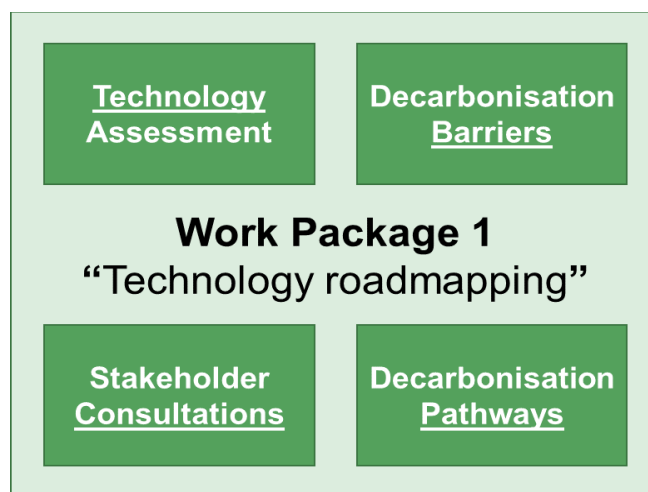 Technology
Assessment
Decarbonisation
Barriers
Work Package 1
“Technology roadmapping”
Stakeholder
Consultations
Decarbonisation
Pathways